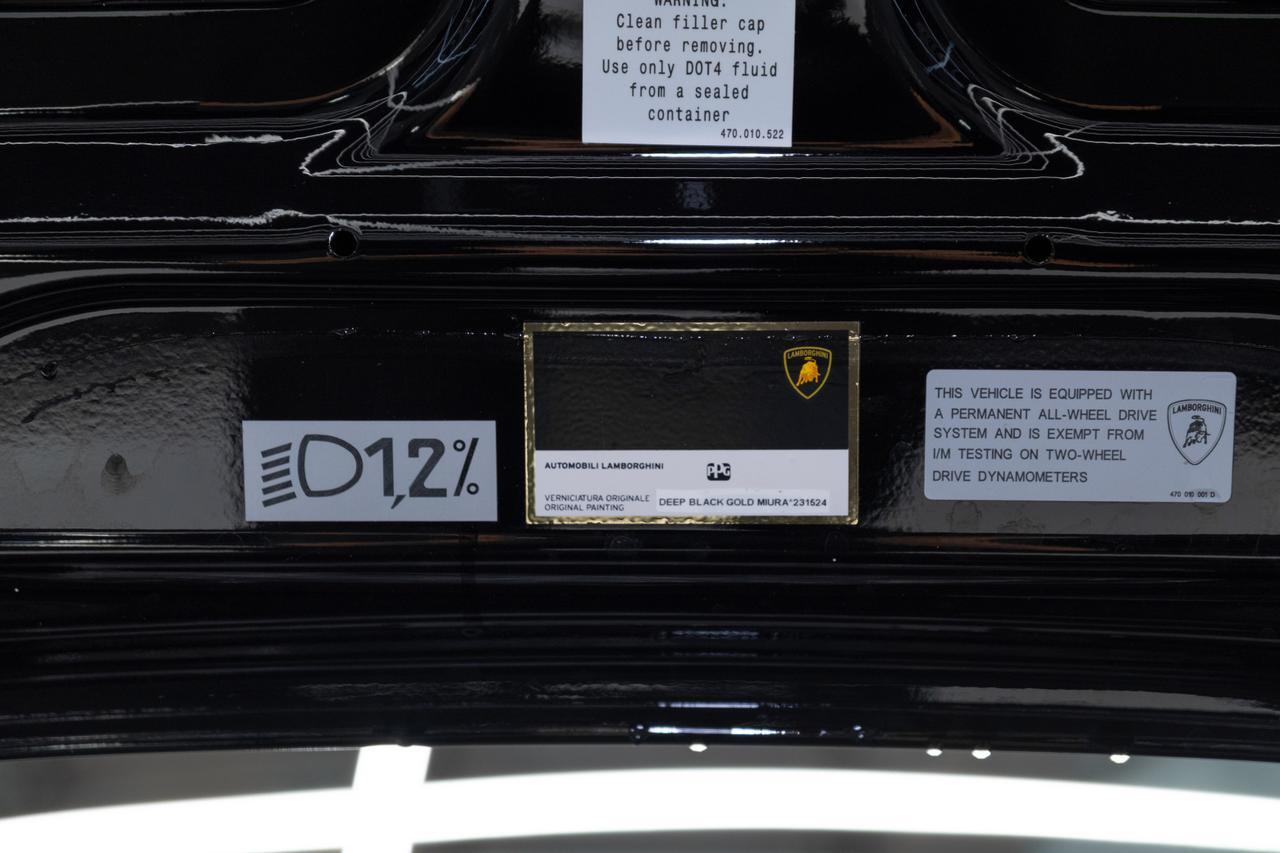 WARNING:
Clean filler cap
before removing.
Use only DOT4 fluid
from a sealed
container
470.010.522
1,2%
LAMBORGHINI
AUTOMOBILI LAMBORGHINI
PPG
VERNICIATURA ORIGINALE
ORIGINAL PAINTING
DEEP BLACK GOLD MIURA*231524
THIS VEHICLE IS EQUIPPED WITH
A PERMANENT ALL-WHEEL DRIVE
SYSTEM AND IS EXEMPT FROM
I/M TESTING ON TWO-WHEEL
DRIVE DYNAMOMETERS
LAMBORGHINI
470 010 001 D